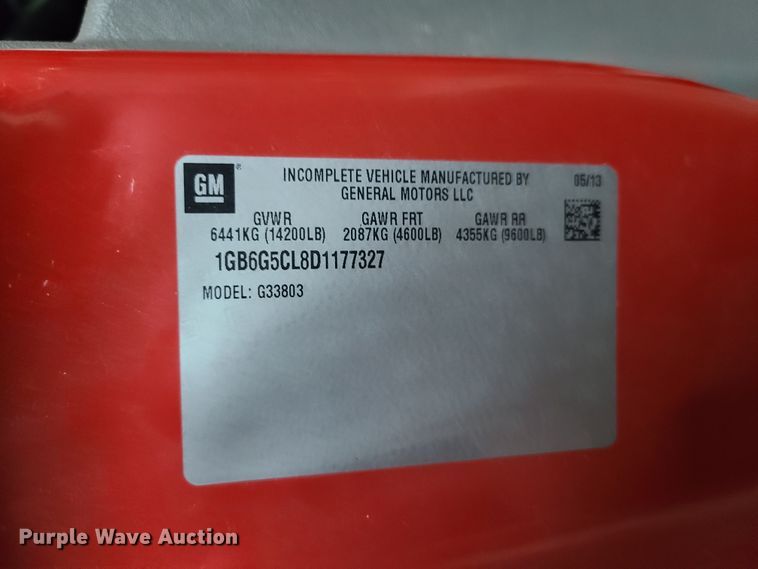 GM
INCOMPLETE VEHICLE MANUFACTURED BY
GENERAL MOTORS LLC
05/13
GVWR GAWR FRT GAWR RR
6441KG (14200LB) 2087KG (4600LB) 4355KG (9600LB)
1GB6G5CL8D1177327
MODEL: G33803
Purple Wave Auction